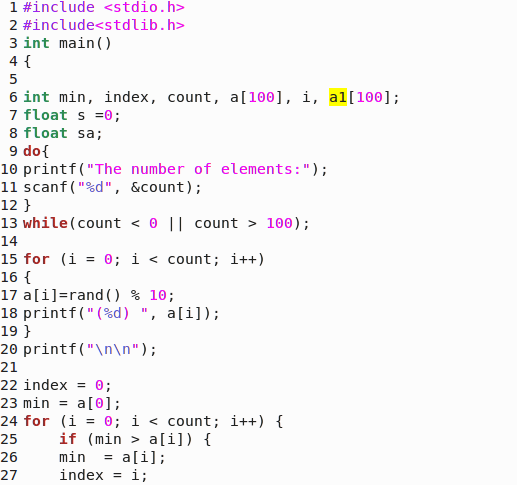 1 #include <stdio.h>
2 #include<stdlib.h>
3 int main()
4 {
5
6 int min, index, count, a[100], i, a1[100];
7 float s =0;
8 float sa;
9 do{
10 printf("The number of elements:");
11 scanf("%d", &count);
12 }
13 while(count < 0 || count > 100);
14
15 for (i = 0; i < count; i++)
16 {
17 a[i]=rand() % 10;
18 printf("(%d) ", a[i]);
19 }
20 printf("\n\n");
21
22 index = 0;
23 min = a[0];
24 for (i = 0; i < count; i++) {
25     if (min > a[i]) {
26     min  = a[i];
27     index = i;